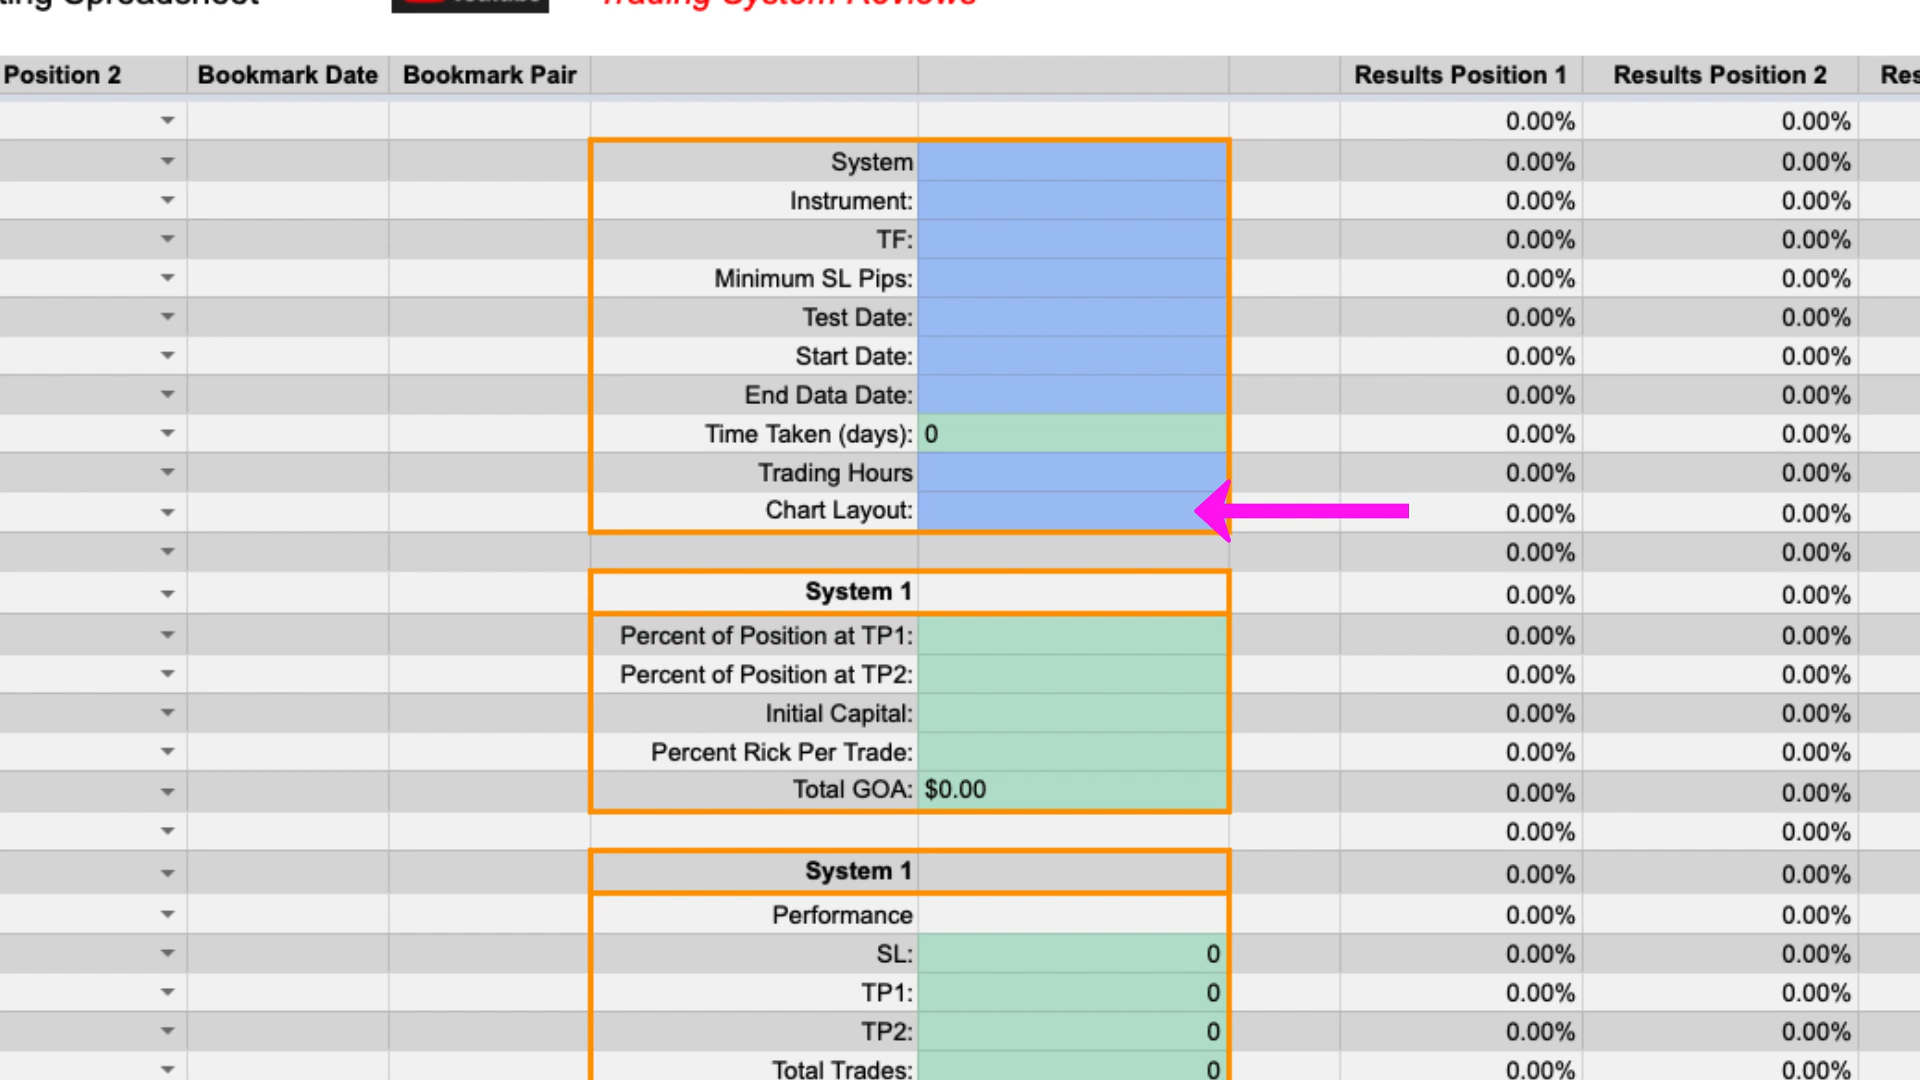 ting Spreadsheet YouTube Trading System Reviews
Position 2 Bookmark Date Bookmark Pair Results Position 1 Results Position 2 Res
0.00% 0.00%
System 0.00% 0.00%
Instrument: 0.00% 0.00%
TF: 0.00% 0.00%
Minimum SL Pips: 0.00% 0.00%
Test Date: 0.00% 0.00%
Start Date: 0.00% 0.00%
End Data Date: 0.00% 0.00%
Time Taken (days): 0 0.00% 0.00%
Trading Hours 0.00% 0.00%
Chart Layout: 0.00% 0.00%
0.00% 0.00%
System 1 0.00% 0.00%
Percent of Position at TP1: 0.00% 0.00%
Percent of Position at TP2: 0.00% 0.00%
Initial Capital: 0.00% 0.00%
Percent Rick Per Trade: 0.00% 0.00%
Total GOA: $0.00 0.00% 0.00%
0.00% 0.00%
System 1 0.00% 0.00%
Performance 0.00% 0.00%
SL: 0 0.00% 0.00%
TP1: 0 0.00% 0.00%
TP2: 0 0.00% 0.00%
Total Trades: 0 0.00% 0.00%